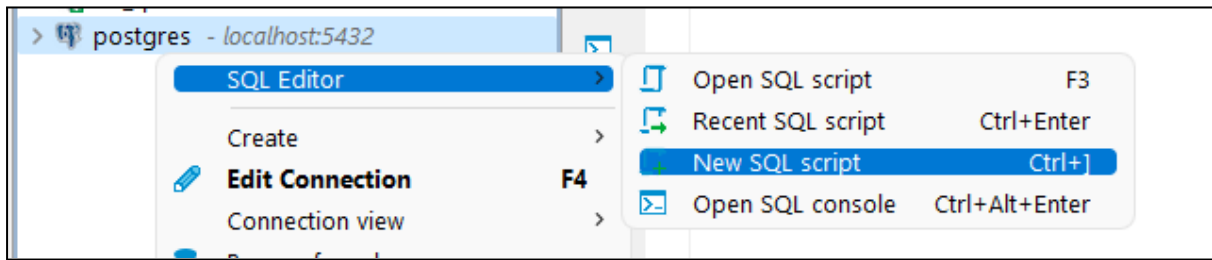 postgres - localhost:5432
SQL Editor
Create
Edit Connection F4
Connection view
Open SQL script F3
Recent SQL script Ctrl+Enter
New SQL script Ctrl+]
Open SQL console Ctrl+Alt+Enter